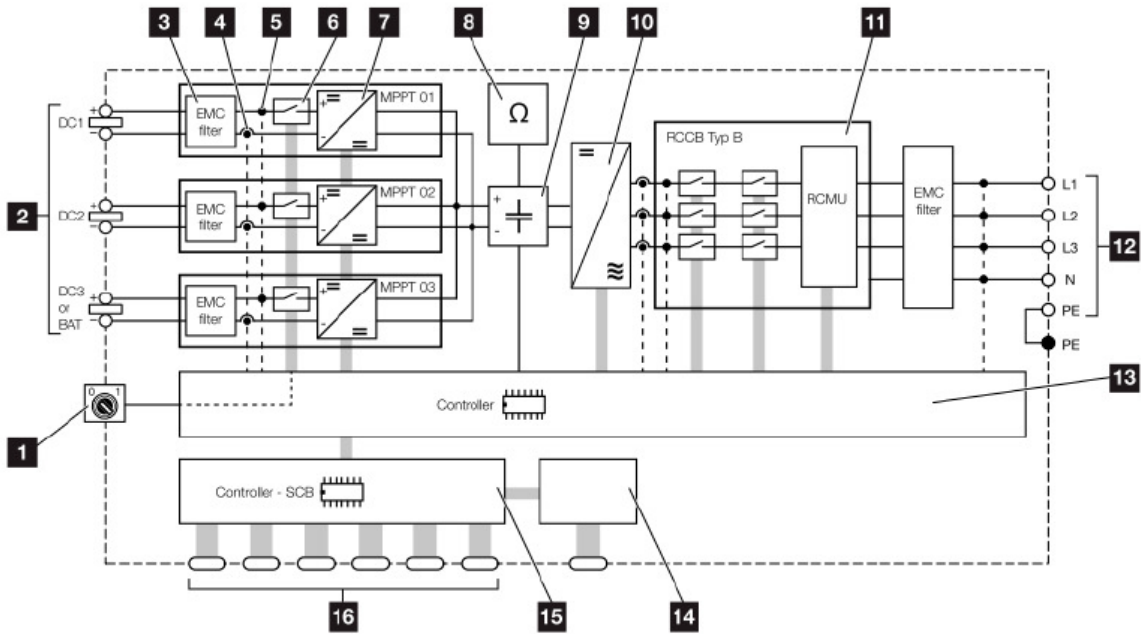 3 4 5 6 7 8 9 10 11
MPPT 01
EMC
filter
+
=
-
=
DC1
+
-
Ω
RCCB Typ B
MPPT 02
EMC
filter
+
=
-
=
2
DC2
+
-
+
-
=
≋
RCMU
EMC
filter
L1
L2
L3
N
PE
PE
12
MPPT 03
EMC
filter
+
=
-
=
DC3
or
BAT
+
-
0 1
1
Controller
13
Controller - SCB
16
15
14